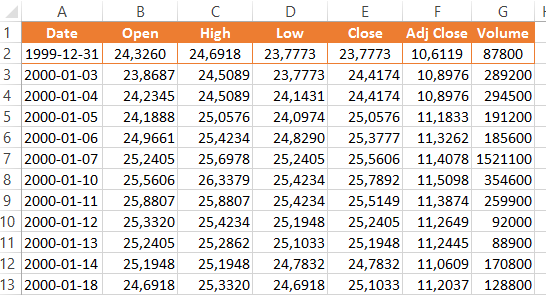 A B C D E F G
1 Date Open High Low Close Adj Close Volume
2 1999-12-31 24,3260 24,6918 23,7773 23,7773 10,6119 87800
3 2000-01-03 23,8687 24,5089 23,7773 24,4174 10,8976 289200
4 2000-01-04 24,2345 24,5089 24,1431 24,4174 10,8976 294500
5 2000-01-05 24,1888 25,0576 24,0974 25,0576 11,1833 191200
6 2000-01-06 24,9661 25,4234 24,8290 25,3777 11,3262 185600
7 2000-01-07 25,2405 25,6978 25,2405 25,5606 11,4078 1521100
8 2000-01-10 25,5606 26,3379 25,4234 25,7892 11,5098 354600
9 2000-01-11 25,8807 25,8807 25,4234 25,5149 11,3874 259900
10 2000-01-12 25,3320 25,4234 25,1948 25,2405 11,2649 92000
11 2000-01-13 25,2405 25,2862 25,1033 25,1948 11,2445 88900
12 2000-01-14 25,1948 25,1948 24,7832 24,7832 11,0609 170800
13 2000-01-18 24,6918 25,3320 24,6918 25,1033 11,2037 128800